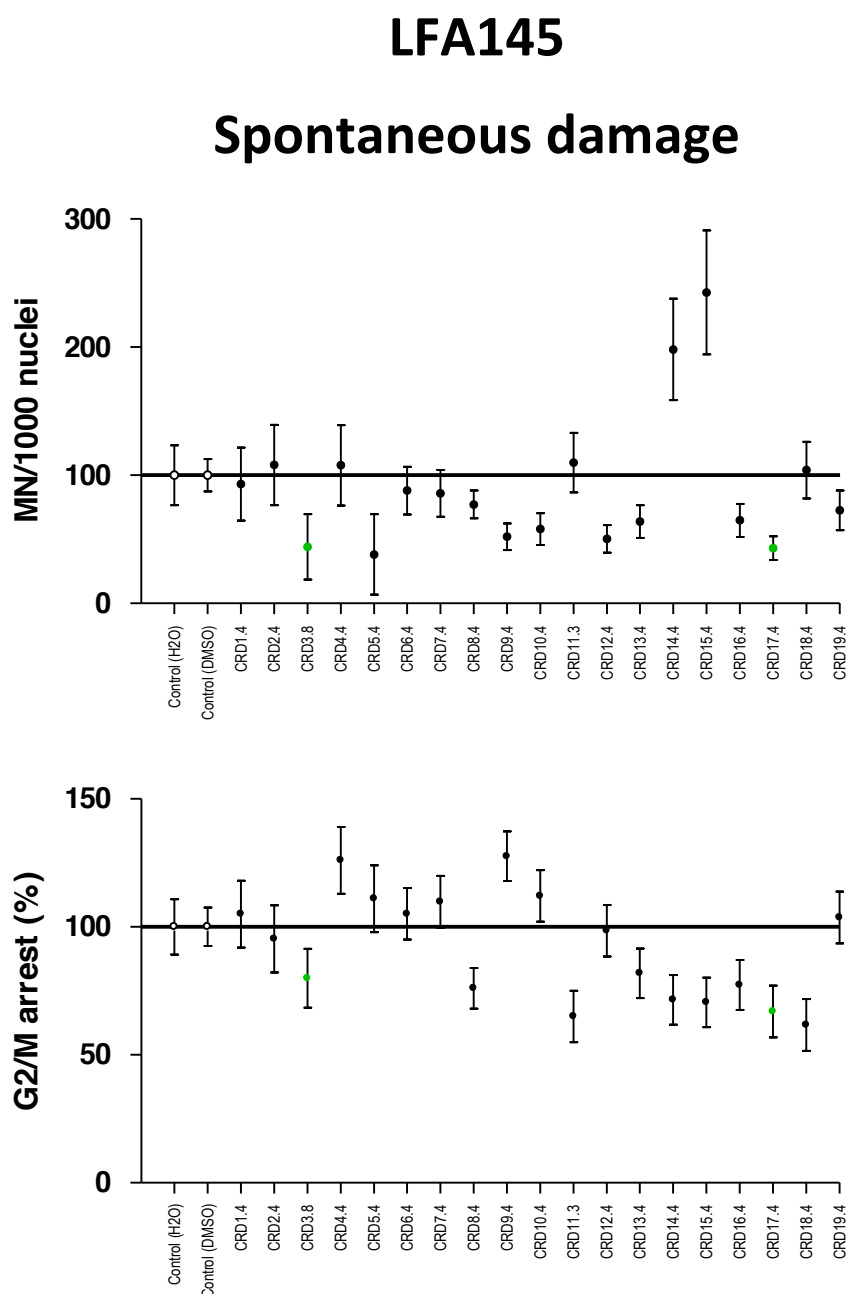 LFA145
Spontaneous damage
MN/1000 nuclei
300
200
100
0
Control (H2O)
Control (DMSO)
CRD1.4
CRD2.4
CRD3.8
CRD4.4
CRD5.4
CRD6.4
CRD7.4
CRD8.4
CRD9.4
CRD10.4
CRD11.3
CRD12.4
CRD13.4
CRD14.4
CRD15.4
CRD16.4
CRD17.4
CRD18.4
CRD19.4
G2/M arrest (%)
150
100
50
0
Control (H2O)
Control (DMSO)
CRD1.4
CRD2.4
CRD3.8
CRD4.4
CRD5.4
CRD6.4
CRD7.4
CRD8.4
CRD9.4
CRD10.4
CRD11.3
CRD12.4
CRD13.4
CRD14.4
CRD15.4
CRD16.4
CRD17.4
CRD18.4
CRD19.4